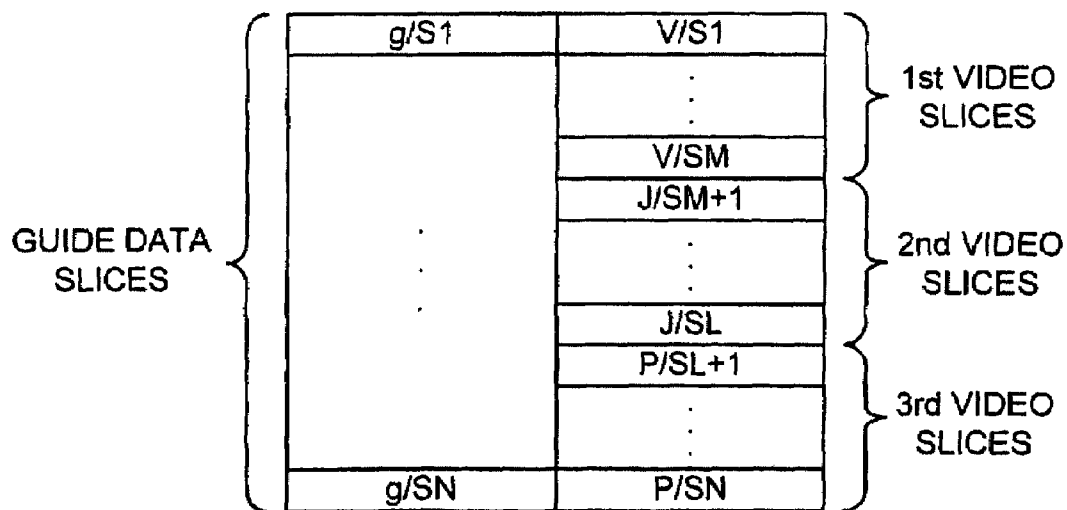 g/S1 V/S1
1st VIDEO
SLICES
V/SM
J/SM+1
GUIDE DATA
SLICES
2nd VIDEO
SLICES
J/SL
P/SL+1
3rd VIDEO
SLICES
g/SN P/SN